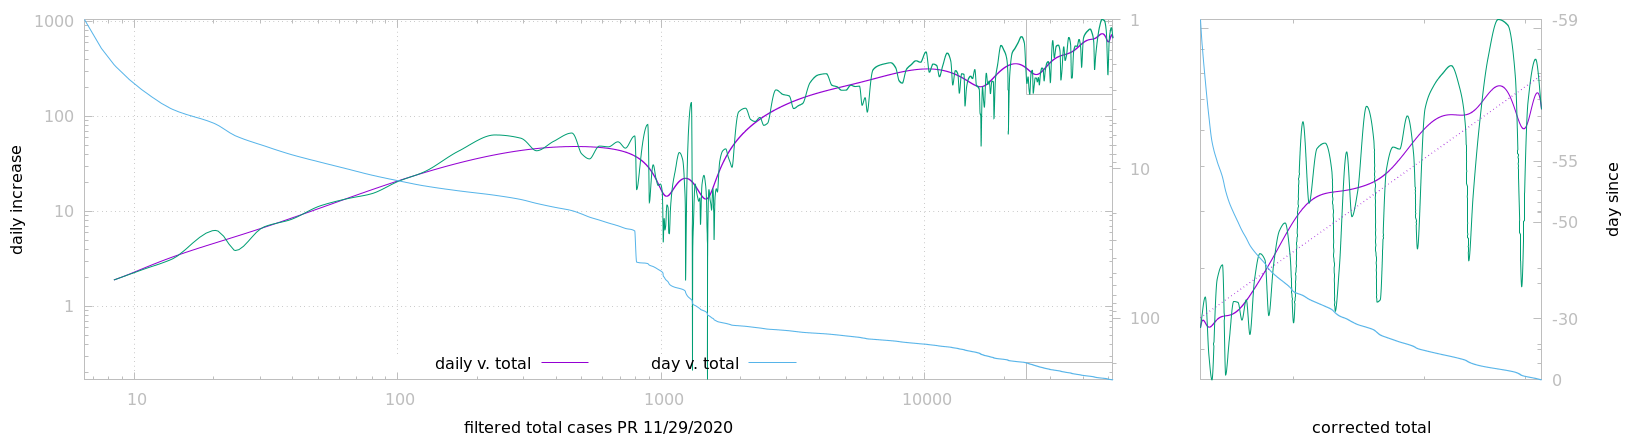 1000
100
10
1
daily increase
10
100
1000
10000
filtered total cases PR 11/29/2020
daily v. total
day v. total
1
10
100
-59
-55
-50
-30
0
day since
corrected total